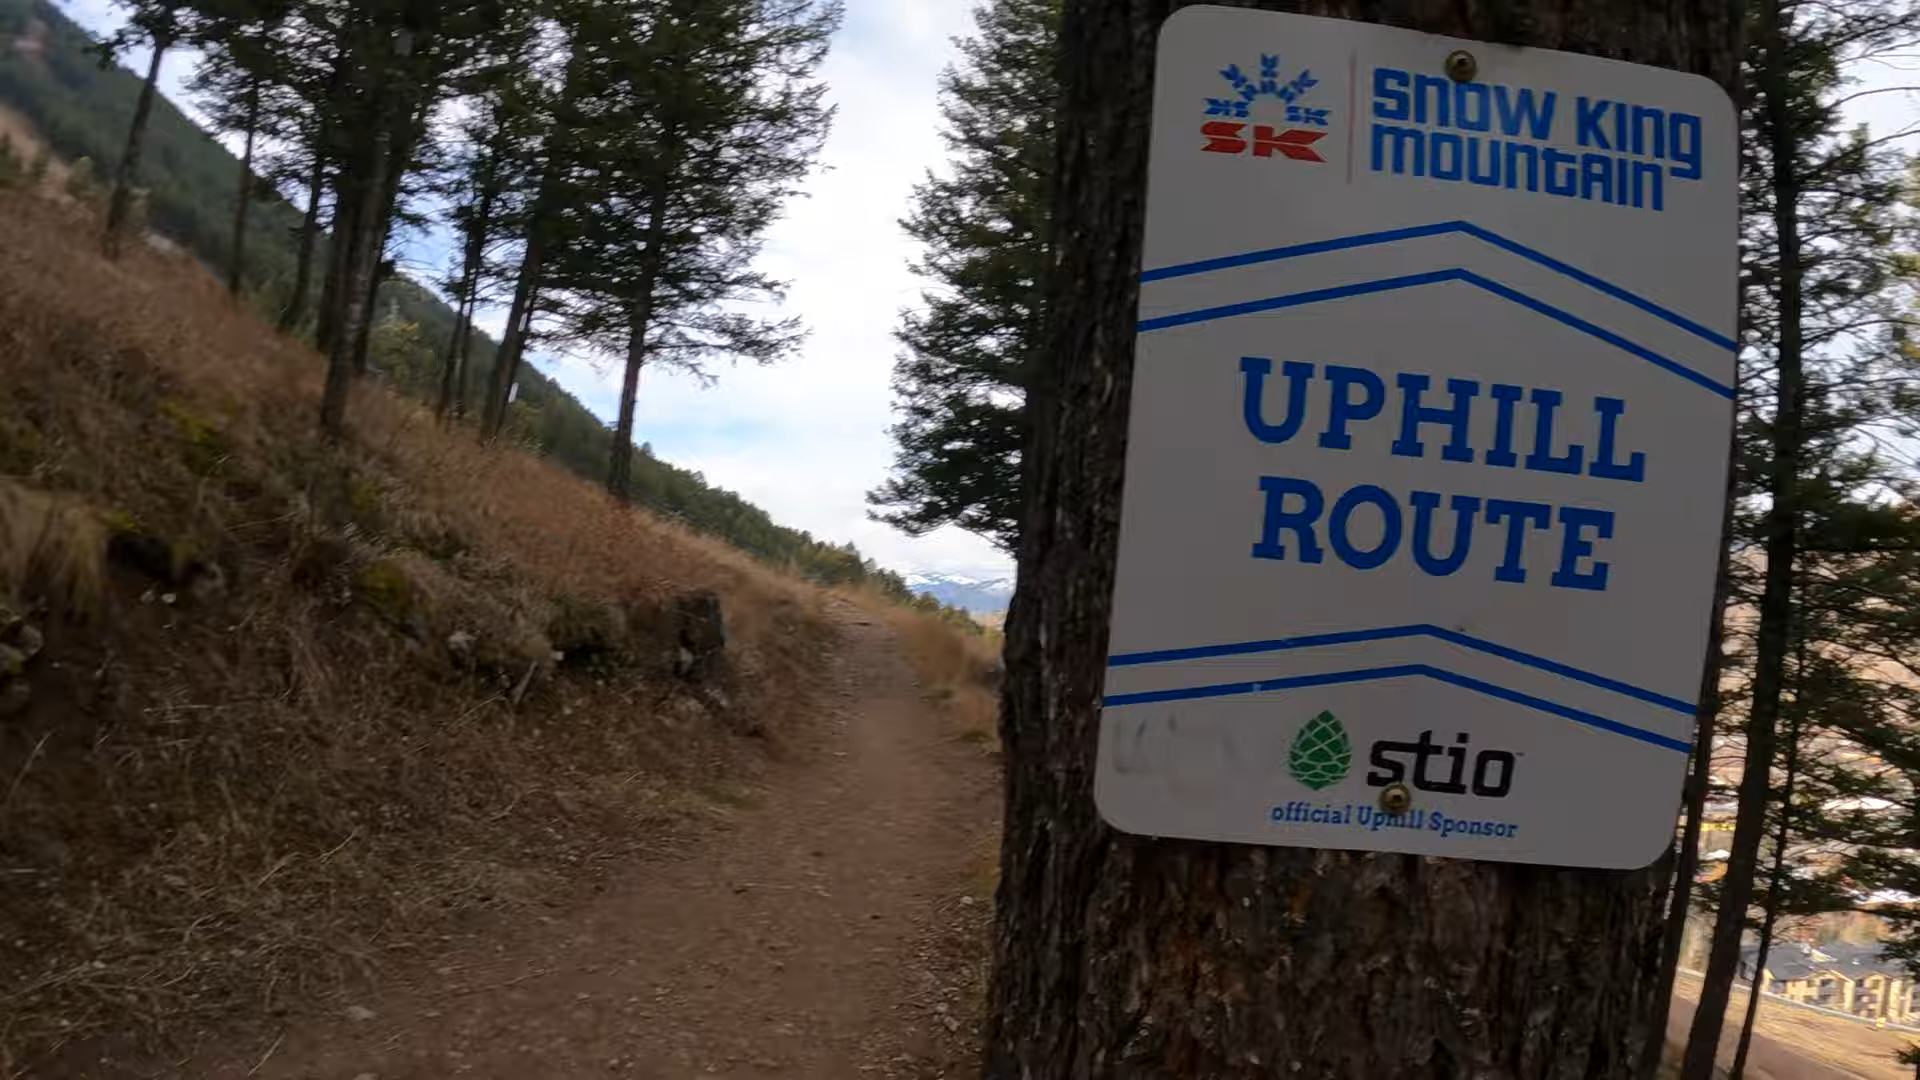 SK
SNOW KING
MOUNTAIN
UPHILL
ROUTE
stio
official Uphill Sponsor